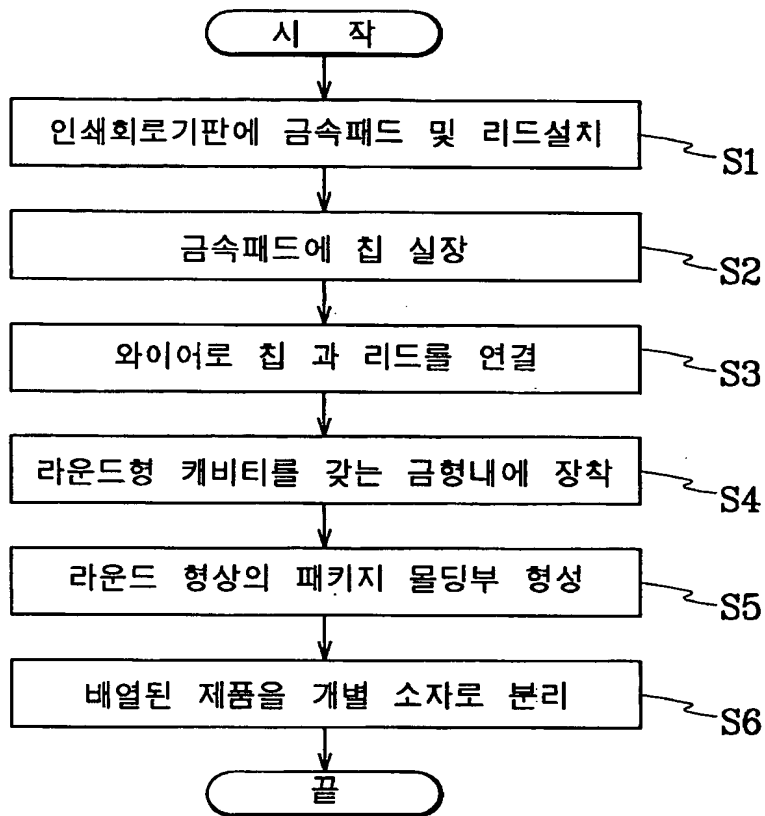 시 작
인쇄회로기판에 금속패드 및 리드설치
S1
금속패드에 칩 실장
S2
와이어로 칩 과 리드를 연결
S3
라운드형 캐비티를 갖는 금형내에 장착
S4
라운드 형상의 패키지 몰딩부 형성
S5
배열된 제품을 개별 소자로 분리
S6
끝